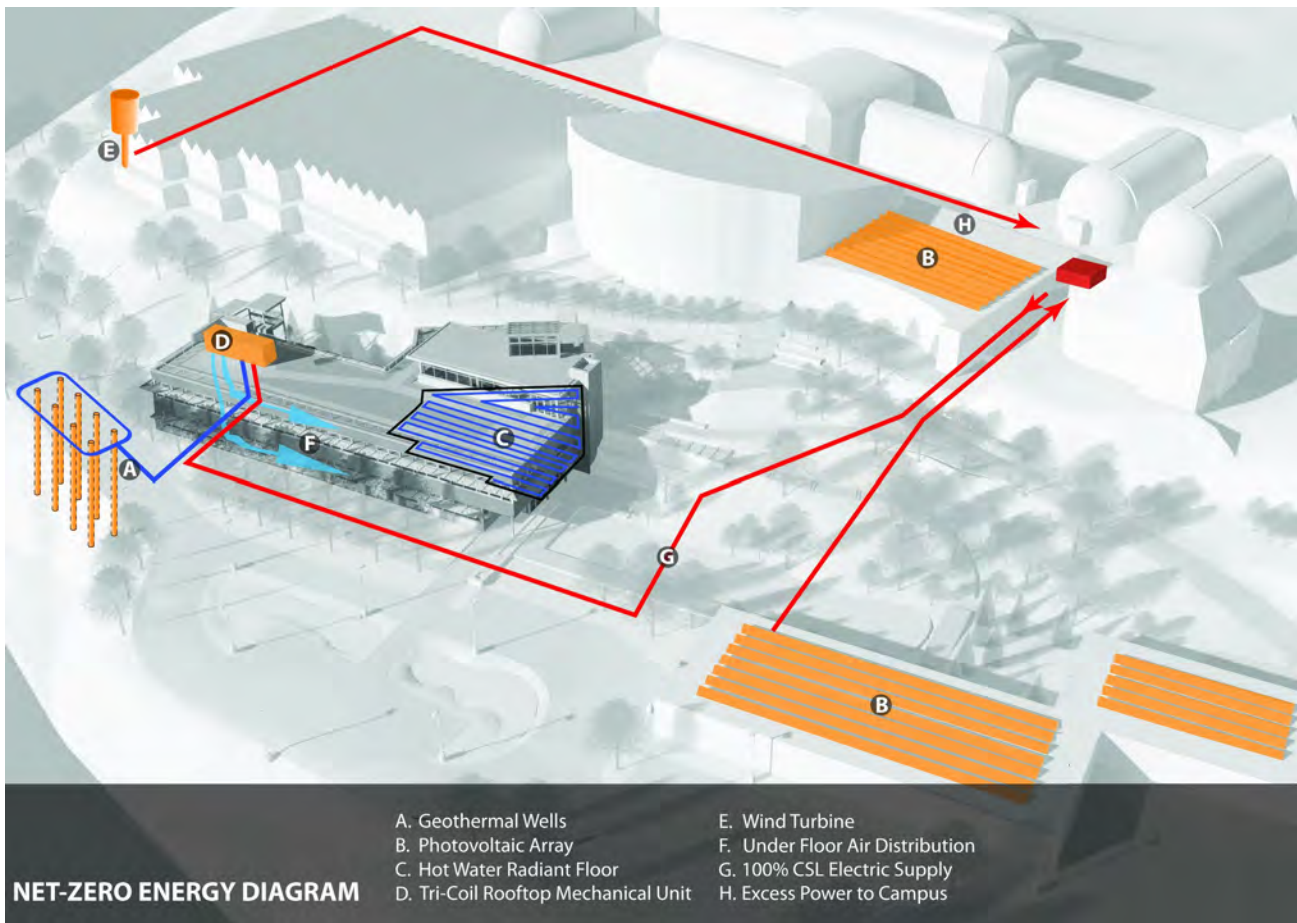 E
H
B
D
F
C
A
G
B
NET-ZERO ENERGY DIAGRAM
A. Geothermal Wells
B. Photovoltaic Array
C. Hot Water Radiant Floor
D. Tri-Coil Rooftop Mechanical Unit
E. Wind Turbine
F. Under Floor Air Distribution
G. 100% CSL Electric Supply
H. Excess Power to Campus